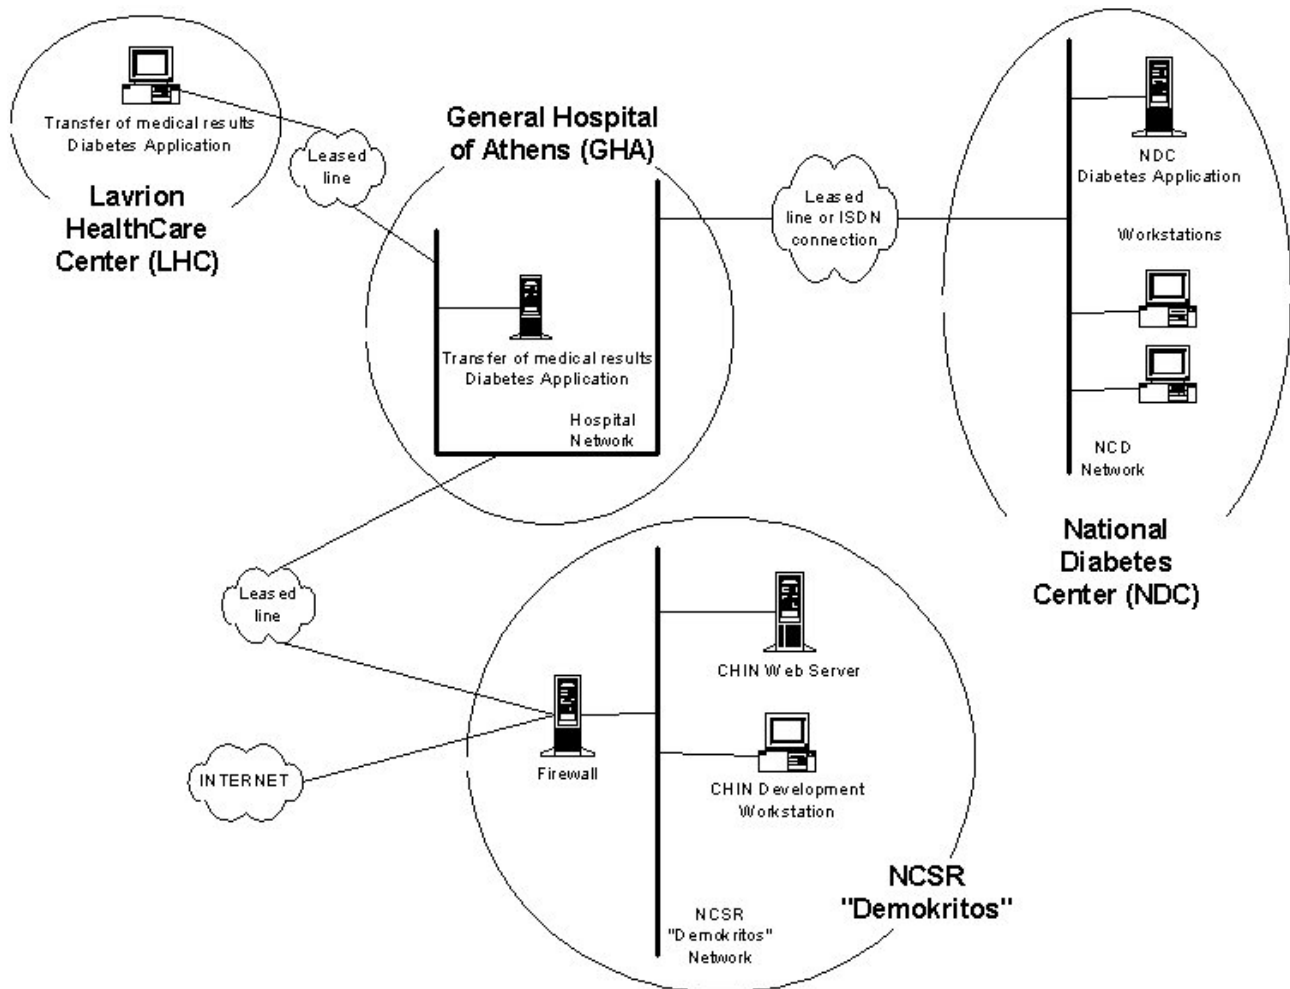 Transfer of medical results
Diabetes Application
Lavrion
HealthCare
Center (LHC)
Leased
line
General Hospital
of Athens (GHA)
Transfer of medical results
Diabetes Application
Hospital
Network
Leased
line or ISDN
connection
NDC
Diabetes Application
Workstations
NCD
Network
National
Diabetes
Center (NDC)
Leased
line
INTERNET
Firewall
CHIN Web Server
CHIN Development
Workstation
NCSR
"Demokritos"
Network
NCSR
"Demokritos"